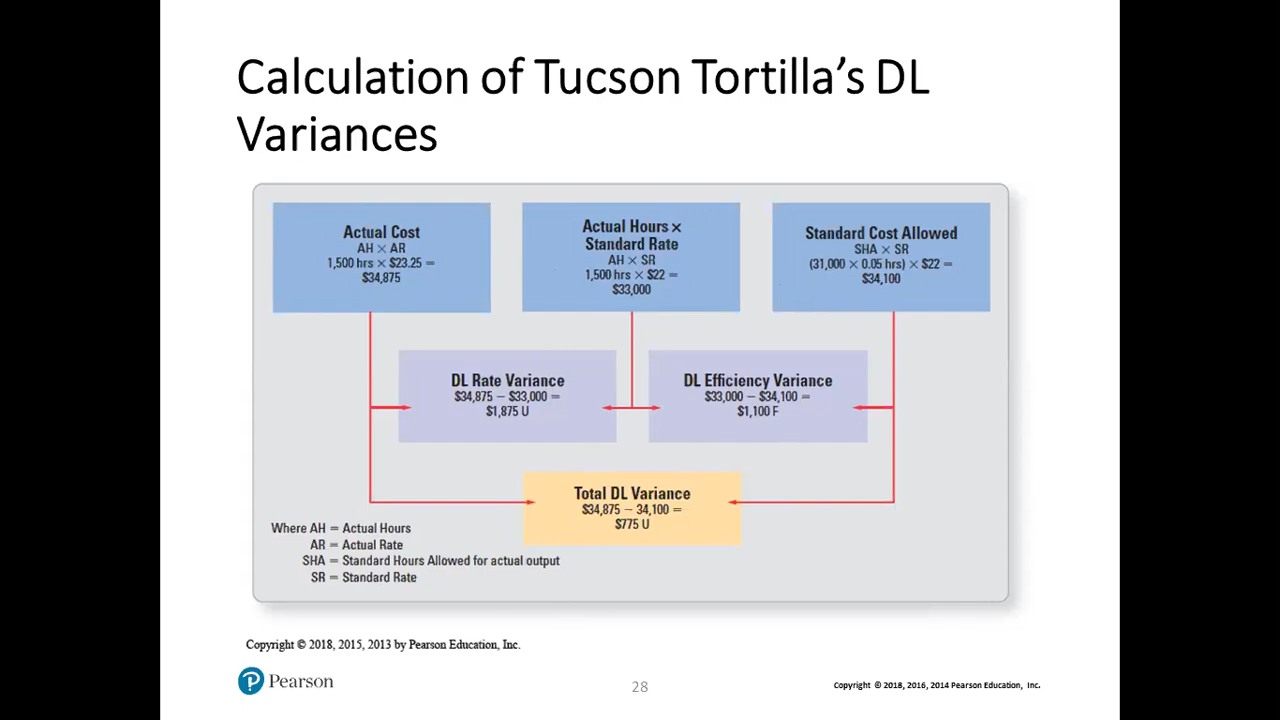 Calculation of Tucson Tortilla’s DL
Variances
Actual Cost
AH × AR
1,500 hrs × $23.25 =
$34,875
Actual Hours ×
Standard Rate
AH × SR
1,500 hrs × $22 =
$33,000
Standard Cost Allowed
SHA × SR
(31,000 × 0.05 hrs) × $22 =
$34,100
DL Rate Variance
$34,875 – $33,000 =
$1,875 U
DL Efficiency Variance
$33,000 – $34,100 =
$1,100 F
Total DL Variance
$34,875 – 34,100 =
$775 U
Where AH = Actual Hours
AR = Actual Rate
SHA = Standard Hours Allowed for actual output
SR = Standard Rate
Copyright © 2018, 2015, 2013 by Pearson Education, Inc.
P Pearson
28
Copyright © 2018, 2016, 2014 Pearson Education, Inc.